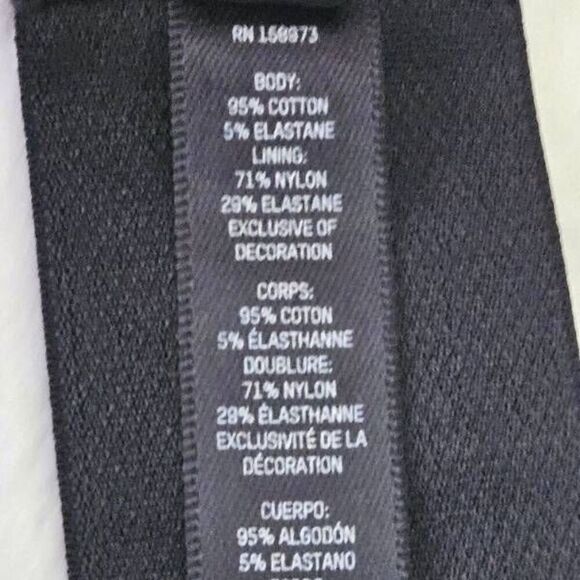 RN 158973
BODY:
95% COTTON
5% ELASTANE
LINING:
71% NYLON
29% ELASTANE
EXCLUSIVE OF
DECORATION
CORPS:
95% COTON
5% ÉLASTHANNE
DOUBLURE:
71% NYLON
29% ÉLASTHANNE
EXCLUSIVITÉ DE LA
DÉCORATION
CUERPO:
95% ALGODÓN
5% ELASTANO